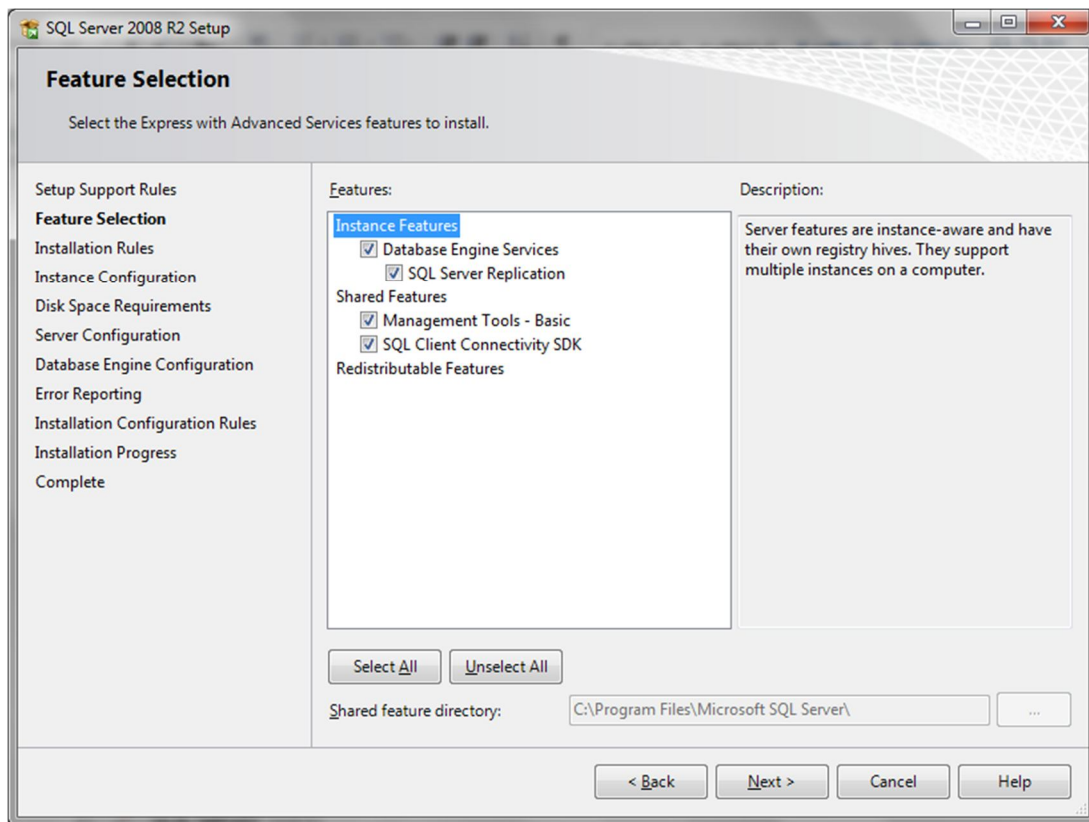 SQL Server 2008 R2 Setup
Feature Selection
Select the Express with Advanced Services features to install.
Setup Support Rules
Feature Selection
Installation Rules
Instance Configuration
Disk Space Requirements
Server Configuration
Database Engine Configuration
Error Reporting
Installation Configuration Rules
Installation Progress
Complete
Features:
Instance Features
Database Engine Services
SQL Server Replication
Shared Features
Management Tools - Basic
SQL Client Connectivity SDK
Redistributable Features
Description:
Server features are instance-aware and have
their own registry hives. They support
multiple instances on a computer.
Select All
Unselect All
Shared feature directory:
C:\Program Files\Microsoft SQL Server\
...
< Back
Next >
Cancel
Help